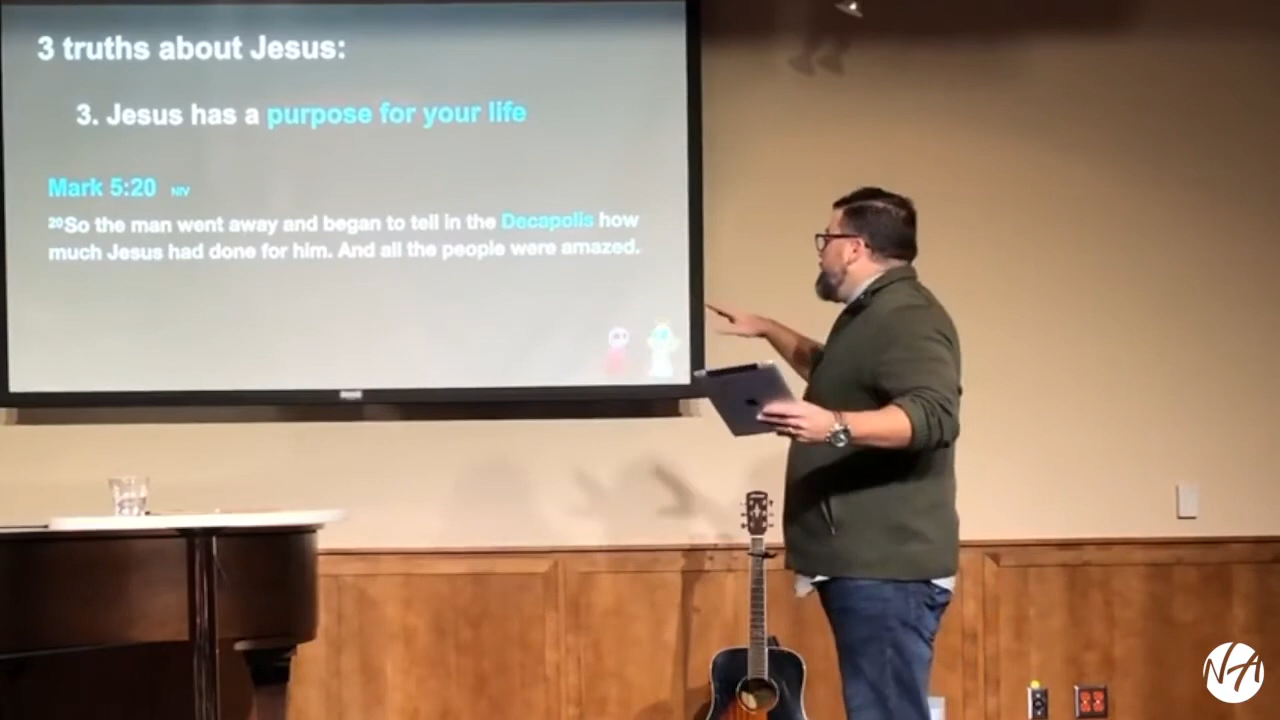 3 truths about Jesus:
3. Jesus has a purpose for your life
Mark 5:20 NIV
20So the man went away and began to tell in the Decapolis how
much Jesus had done for him. And all the people were amazed.
NA